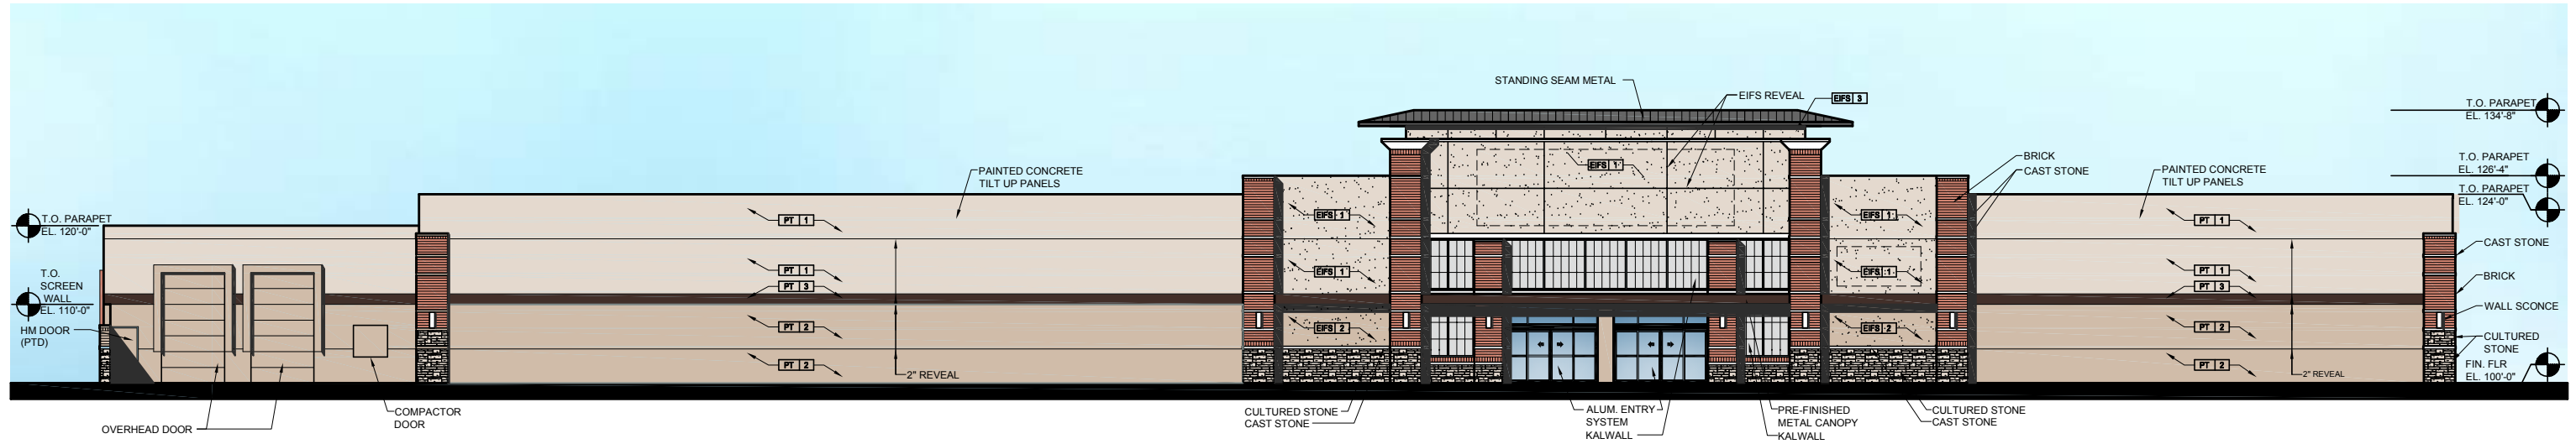 STANDING SEAM METAL
EIFS REVEAL
EIFS 3
T.O. PARAPET
EL. 134'-8"
EIFS 1
BRICK
CAST STONE
T.O. PARAPET
EL. 126'-4"
PAINTED CONCRETE
TILT UP PANELS
PAINTED CONCRETE
TILT UP PANELS
T.O. PARAPET
EL. 124'-0"
T.O. PARAPET
EL. 120'-0"
PT 1
EIFS 1
EIFS 1
PT 1
CAST STONE
T.O.
SCREEN
WALL
EL. 110'-0"
PT 1
PT 3
EIFS 1
EIFS 1
PT 1
PT 3
BRICK
WALL SCONCE
HM DOOR
(PTD)
PT 2
EIFS 2
EIFS 2
PT 2
CULTURED
STONE
PT 2
2" REVEAL
PT 2
2" REVEAL
FIN. FLR
EL. 100'-0"
COMPACTOR
DOOR
OVERHEAD DOOR
CULTURED STONE
CAST STONE
ALUM. ENTRY
SYSTEM
KALWALL
PRE-FINISHED
METAL CANOPY
KALWALL
CULTURED STONE
CAST STONE